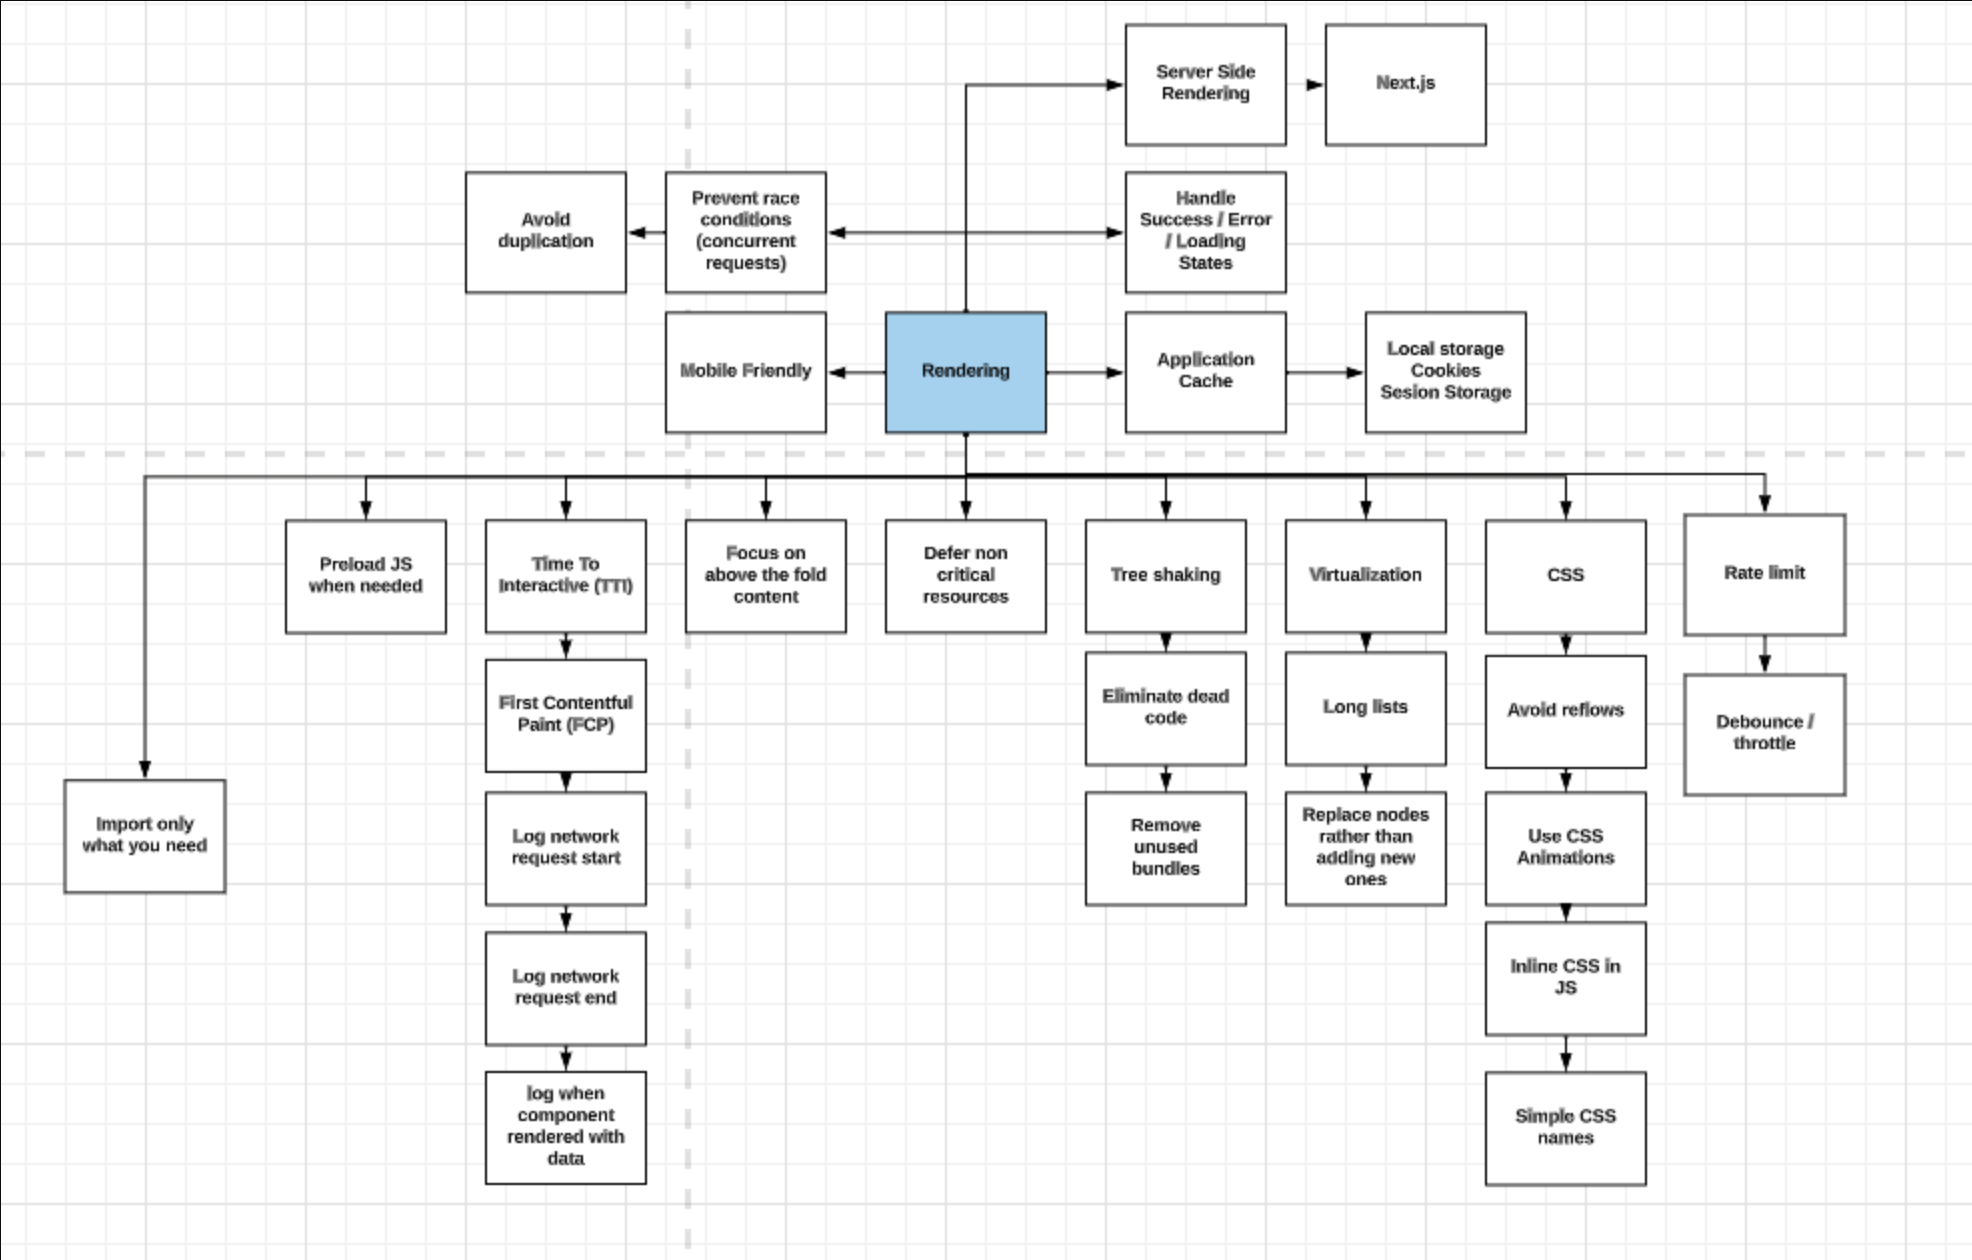 Server Side
Rendering
Next.js
Avoid
duplication
Prevent race
conditions
(concurrent
requests)
Handle
Success / Error
/ Loading
States
Mobile Friendly
Rendering
Application
Cache
Local storage
Cookies
Sesion Storage
Preload JS
when needed
Time To
Interactive (TTI)
Focus on
above the fold
content
Defer non
critical
resources
Tree shaking
Virtualization
CSS
Rate limit
First Contentful
Paint (FCP)
Eliminate dead
code
Long lists
Avoid reflows
Debounce /
throttle
Import only
what you need
Log network
request start
Remove
unused
bundles
Replace nodes
rather than
adding new
ones
Use CSS
Animations
Log network
request end
Inline CSS in
JS
log when
component
rendered with
data
Simple CSS
names